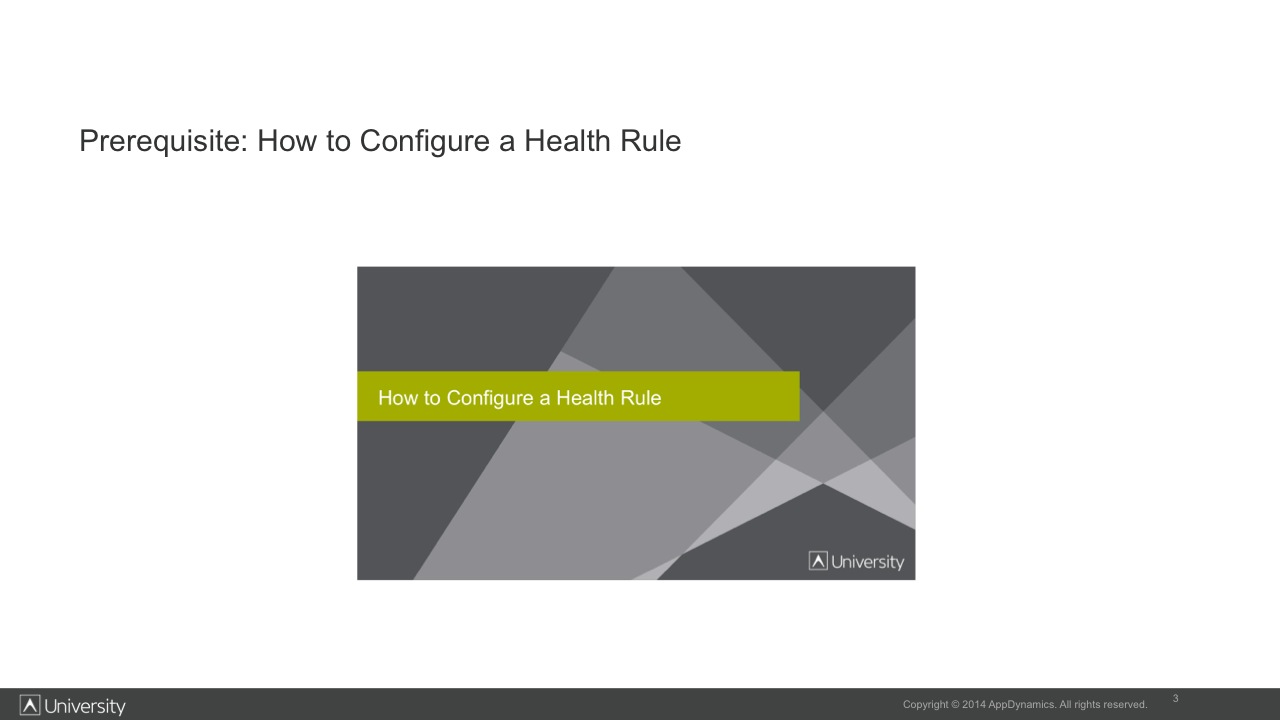 Prerequisite: How to Configure a Health Rule
How to Configure a Health Rule
University
University
Copyright © 2014 AppDynamics. All rights reserved.
3